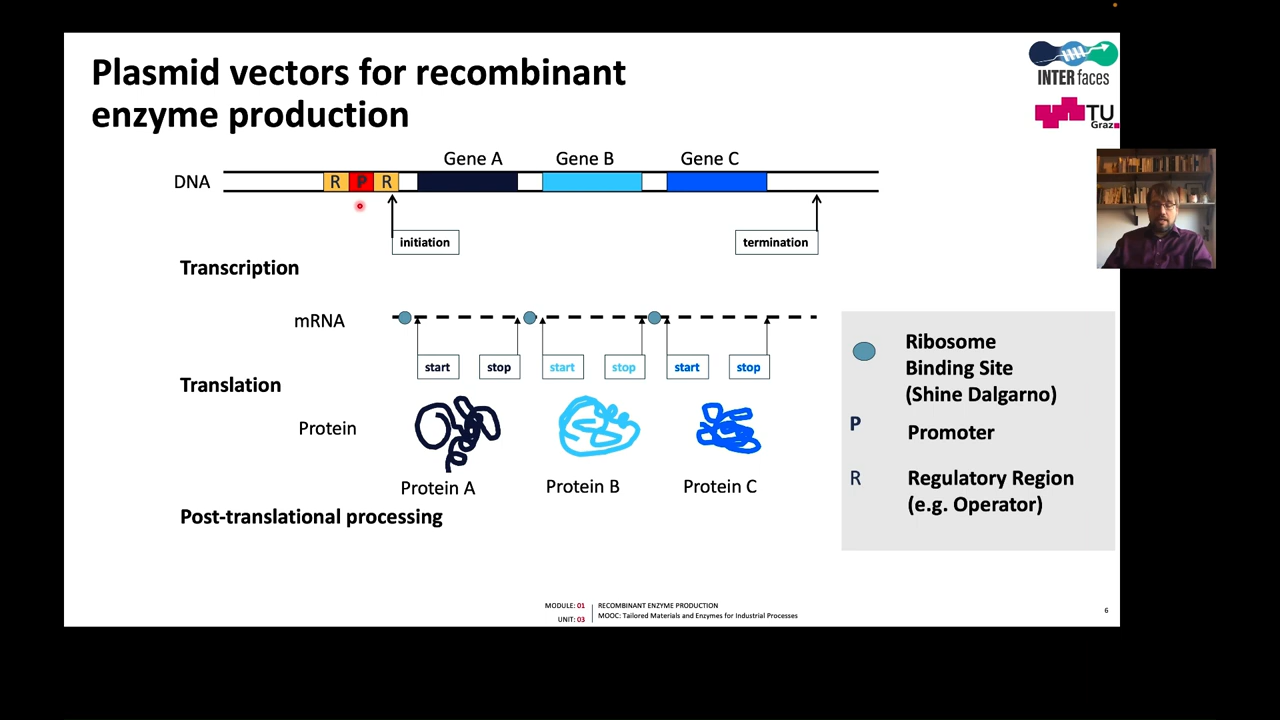 Plasmid vectors for recombinant
enzyme production
INTERfaces
TU
Graz
Gene A
Gene B
Gene C
DNA
R
P
R
initiation
termination
Transcription
mRNA
start
stop
start
stop
start
stop
Translation
Protein
Protein A
Protein B
Protein C
Post-translational processing
Ribosome
Binding Site
(Shine Dalgarno)
P
Promoter
R
Regulatory Region
(e.g. Operator)
MODULE: 01
RECOMBINANT ENZYME PRODUCTION
UNIT: 03
MOOC: Tailored Materials and Enzymes for Industrial Processes
6